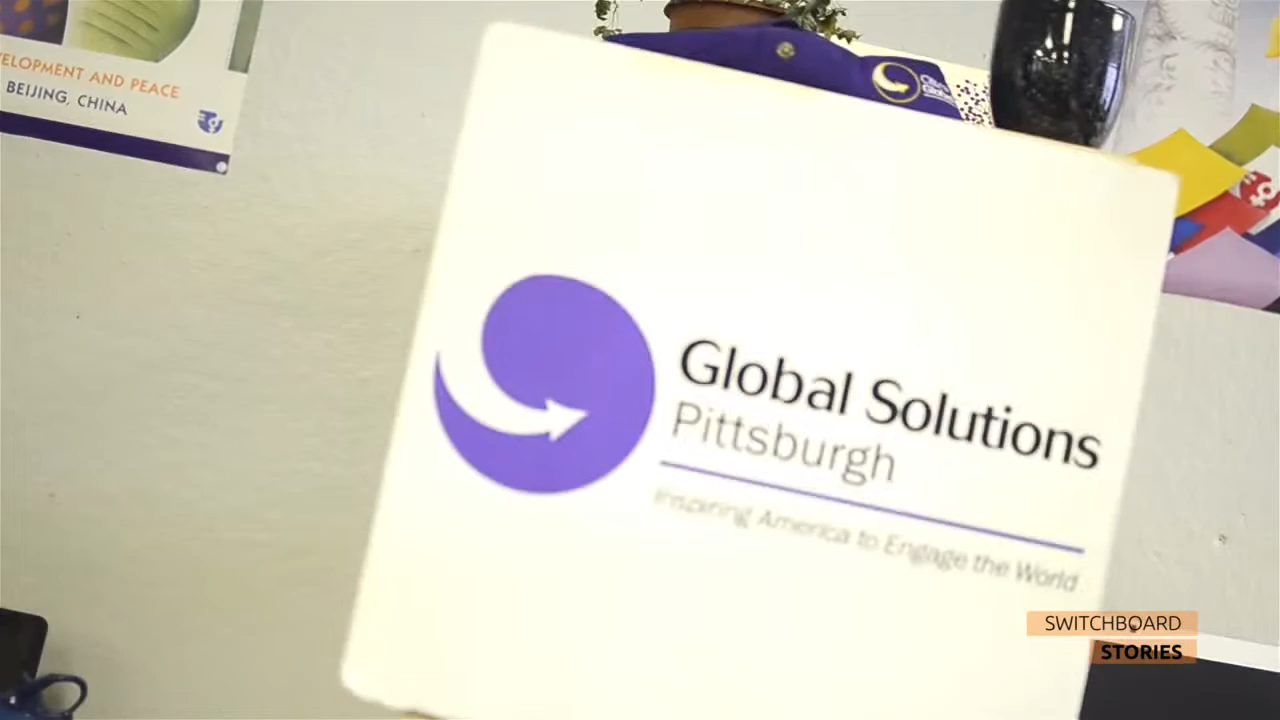 VELOPMENT AND PEACE
BEIJING, CHINA
Global Solutions
Pittsburgh
Inspiring America to Engage the World
SWITCHBOARD
STORIES